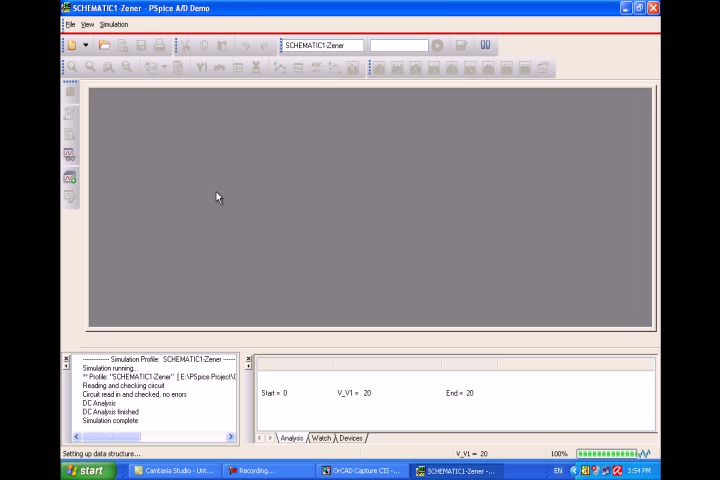 SCHEMATIC1-Zener - PSpice A/D Demo
File View Simulation
SCHEMATIC1-Zener
------------ Simulation Profile: SCHEMATIC1-Zener ------
Simulation running...
** Profile: "SCHEMATIC1-Zener" [ E:\PSpice Project\
Reading and checking circuit
Circuit read in and checked, no errors
DC Analysis
DC Analysis finished
Simulation complete
Start = 0 V_V1 = 20 End = 20
Analysis Watch Devices
Setting up data structure... V_V1 = 20 100%
start Camtasia Studio - Unt... Recording... OrCAD Capture CIS -... SCHEMATIC1-Zener -... EN 3:54 PM